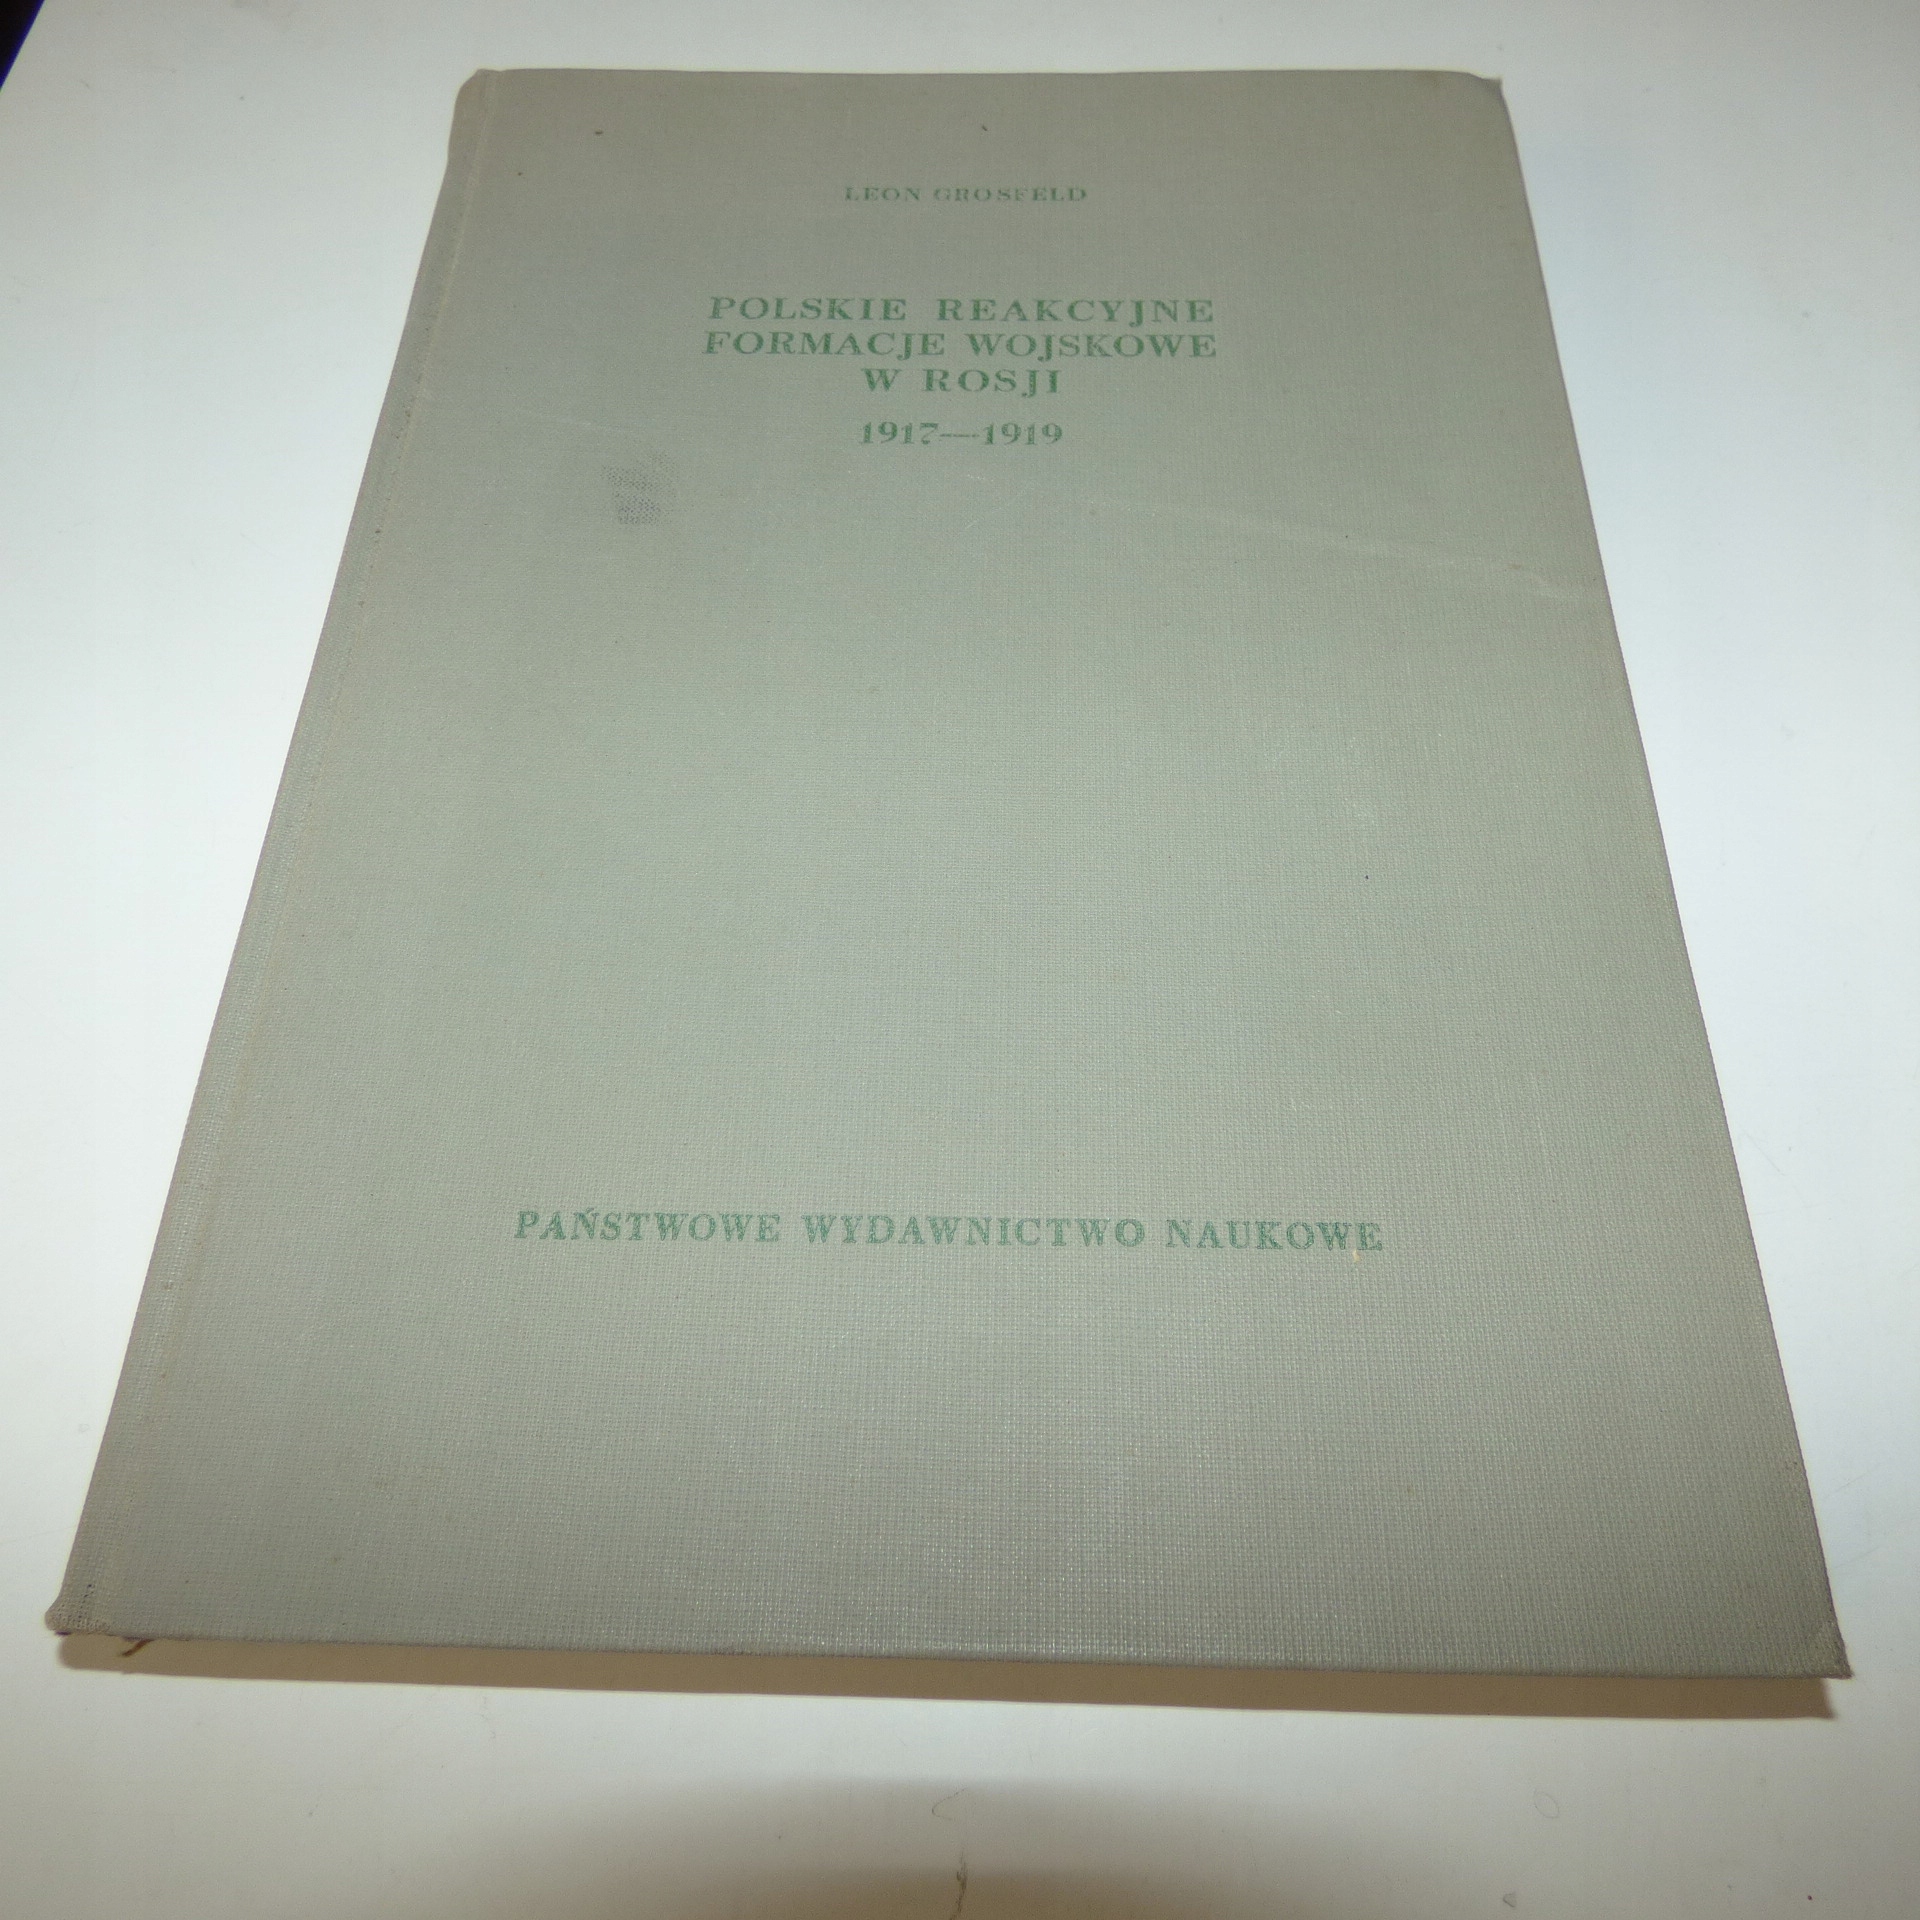 LEON GROSFELD
POLSKIE REAKCYJNE
FORMACJE WOJSKOWE
W ROSJI
1917—1919
PAŃSTWOWE WYDAWNICTWO NAUKOWE